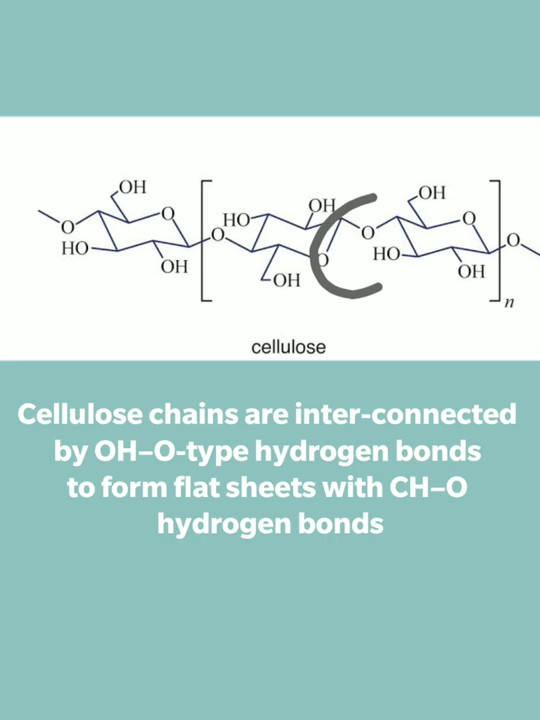 OH
O
O
HO
OH
O
HO
OH
O
OH
O
OH
O
HO
OH
O
n
cellulose
Cellulose chains are inter-connected
by OH–O-type hydrogen bonds
to form flat sheets with CH–O
hydrogen bonds